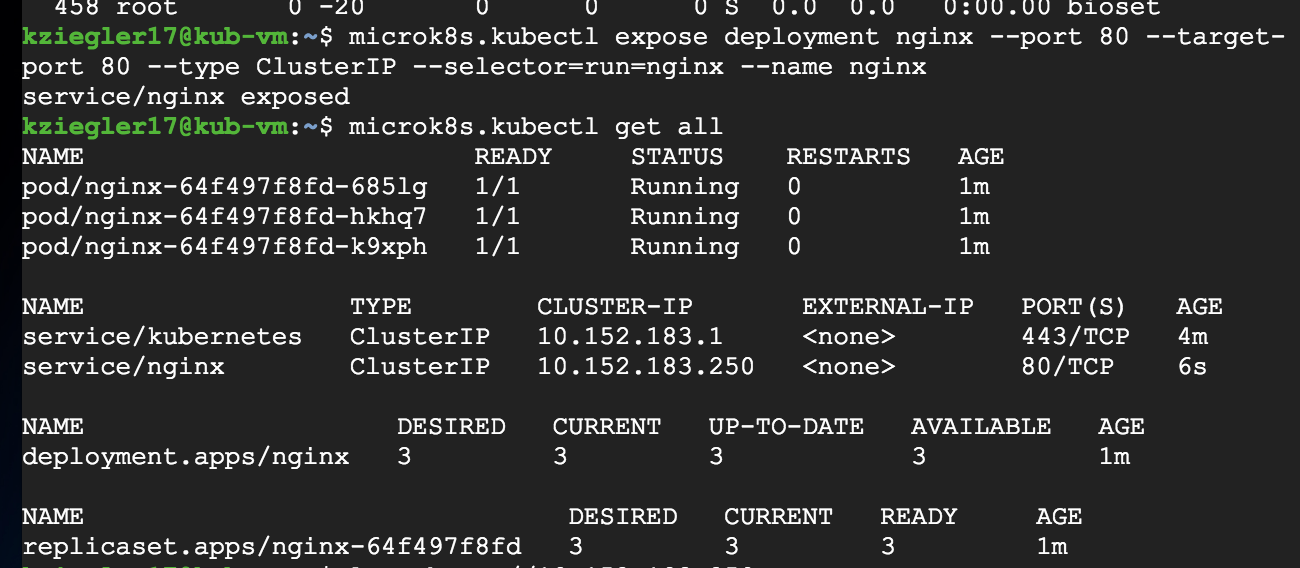 458 root 0 -20 0 0 0 S 0.0 0.0 0:00.00 bioset
kziegler17@kub-vm:~$ microk8s.kubectl expose deployment nginx --port 80 --target-
port 80 --type ClusterIP --selector=run=nginx --name nginx
service/nginx exposed
kziegler17@kub-vm:~$ microk8s.kubectl get all
NAME READY STATUS RESTARTS AGE
pod/nginx-64f497f8fd-685lg 1/1 Running 0 1m
pod/nginx-64f497f8fd-hkhq7 1/1 Running 0 1m
pod/nginx-64f497f8fd-k9xph 1/1 Running 0 1m
NAME TYPE CLUSTER-IP EXTERNAL-IP PORT(S) AGE
service/kubernetes ClusterIP 10.152.183.1 <none> 443/TCP 4m
service/nginx ClusterIP 10.152.183.250 <none> 80/TCP 6s
NAME DESIRED CURRENT UP-TO-DATE AVAILABLE AGE
deployment.apps/nginx 3 3 3 3 1m
NAME DESIRED CURRENT READY AGE
replicaset.apps/nginx-64f497f8fd 3 3 3 1m